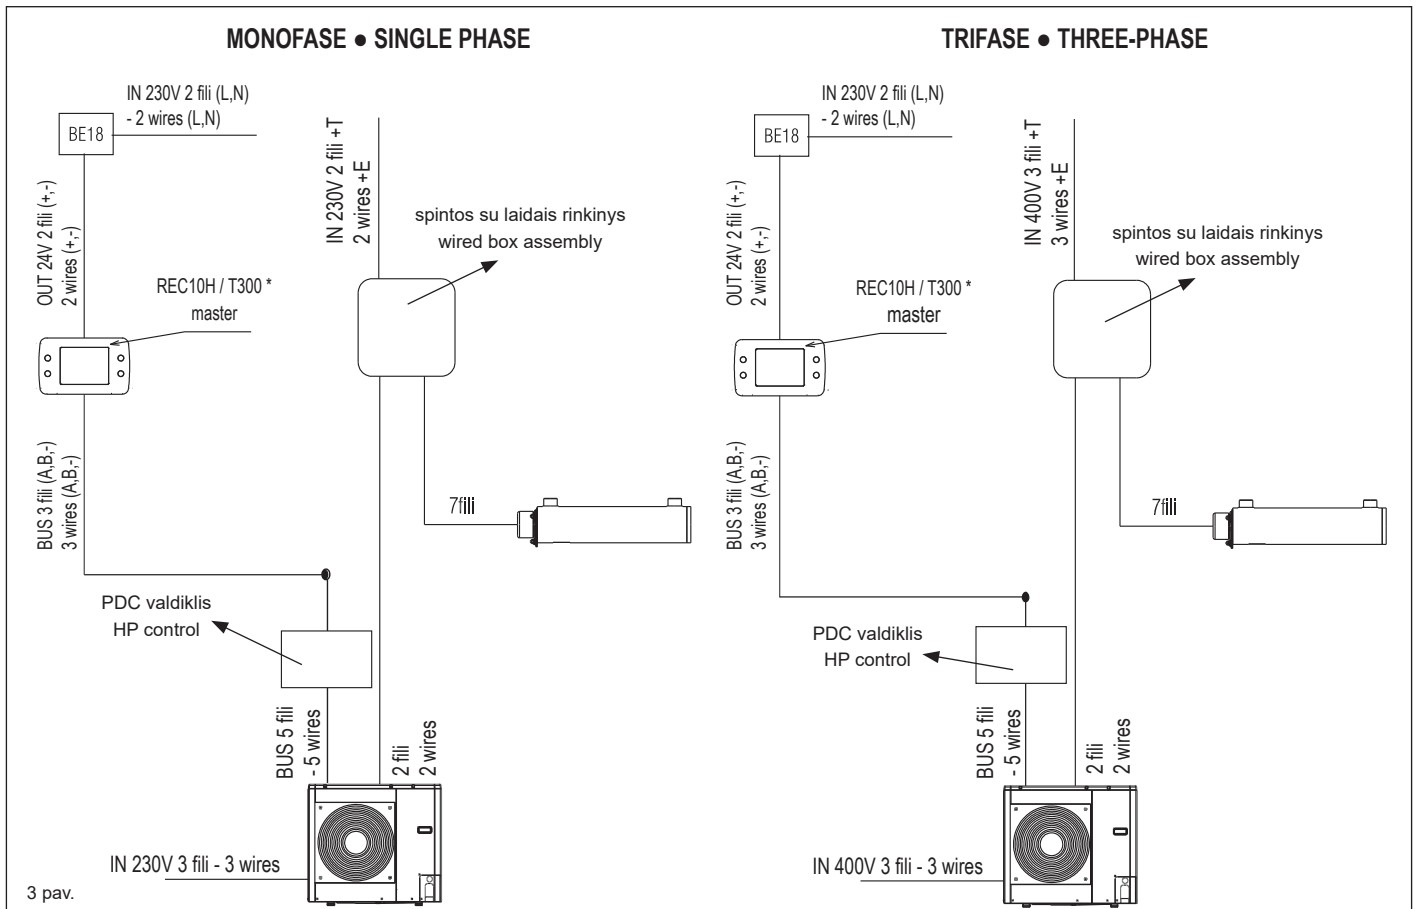 MONOFASE ● SINGLE PHASE
IN 230V 2 fili (L,N)
- 2 wires (L,N)
BE18
OUT 24V 2 fili (+,-)
2 wires (+,-)
IN 230V 2 fili +T
2 wires +E
spintos su laidais rinkinys
wired box assembly
REC10H / T300 *
master
BUS 3 fili (A,B,-)
3 wires (A,B,-)
7fili
PDC valdiklis
HP control
BUS 5 fili
- 5 wires
2 fili
2 wires
IN 230V 3 fili - 3 wires
3 pav.
TRIFASE ● THREE-PHASE
IN 230V 2 fili (L,N)
- 2 wires (L,N)
BE18
OUT 24V 2 fili (+,-)
2 wires (+,-)
IN 400V 3 fili +T
3 wires +E
spintos su laidais rinkinys
wired box assembly
REC10H / T300 *
master
BUS 3 fili (A,B,-)
3 wires (A,B,-)
7fili
PDC valdiklis
HP control
BUS 5 fili
- 5 wires
2 fili
2 wires
IN 400V 3 fili - 3 wires